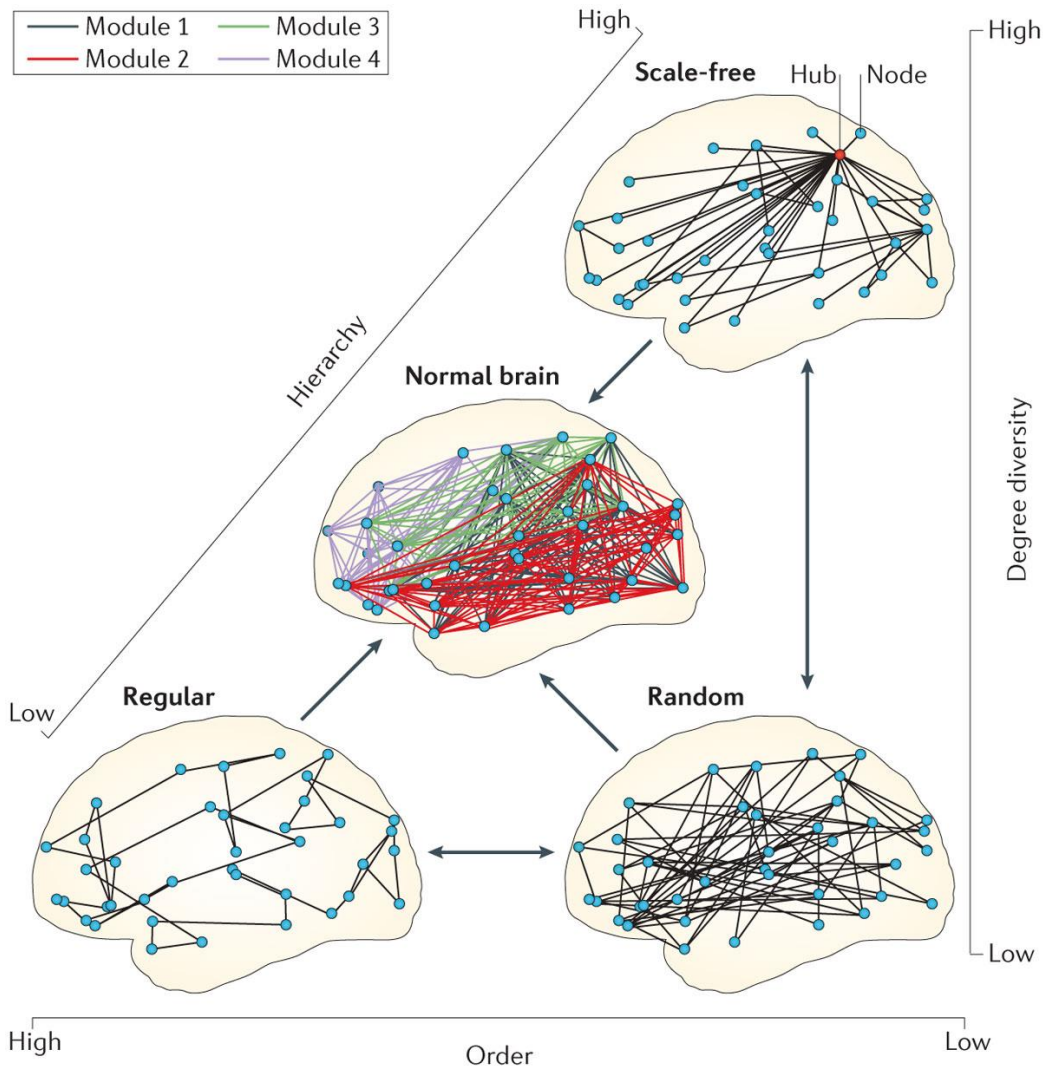 Module 1
Module 3
Module 2
Module 4
High
High
Scale-free
Hub
Node
Hierarchy
Normal brain
Degree diversity
Low
Regular
Random
Low
High
Low
Order